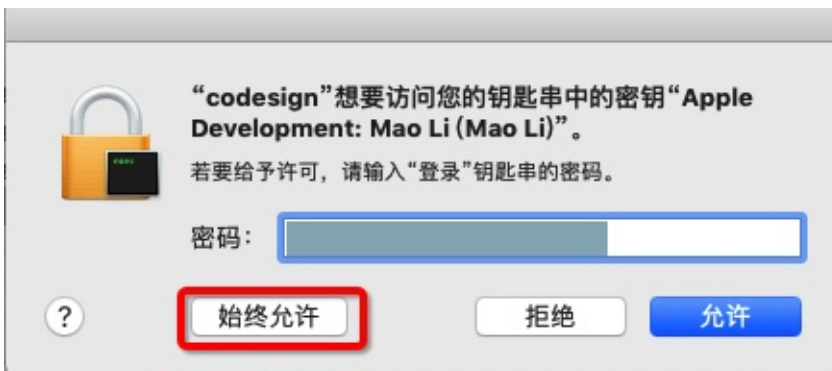 “codesign”想要访问您的钥匙串中的密钥“Apple
Development: Mao Li (Mao Li)”。
若要给予许可，请输入“登录”钥匙串的密码。
密码：
?
始终允许
拒绝
允许